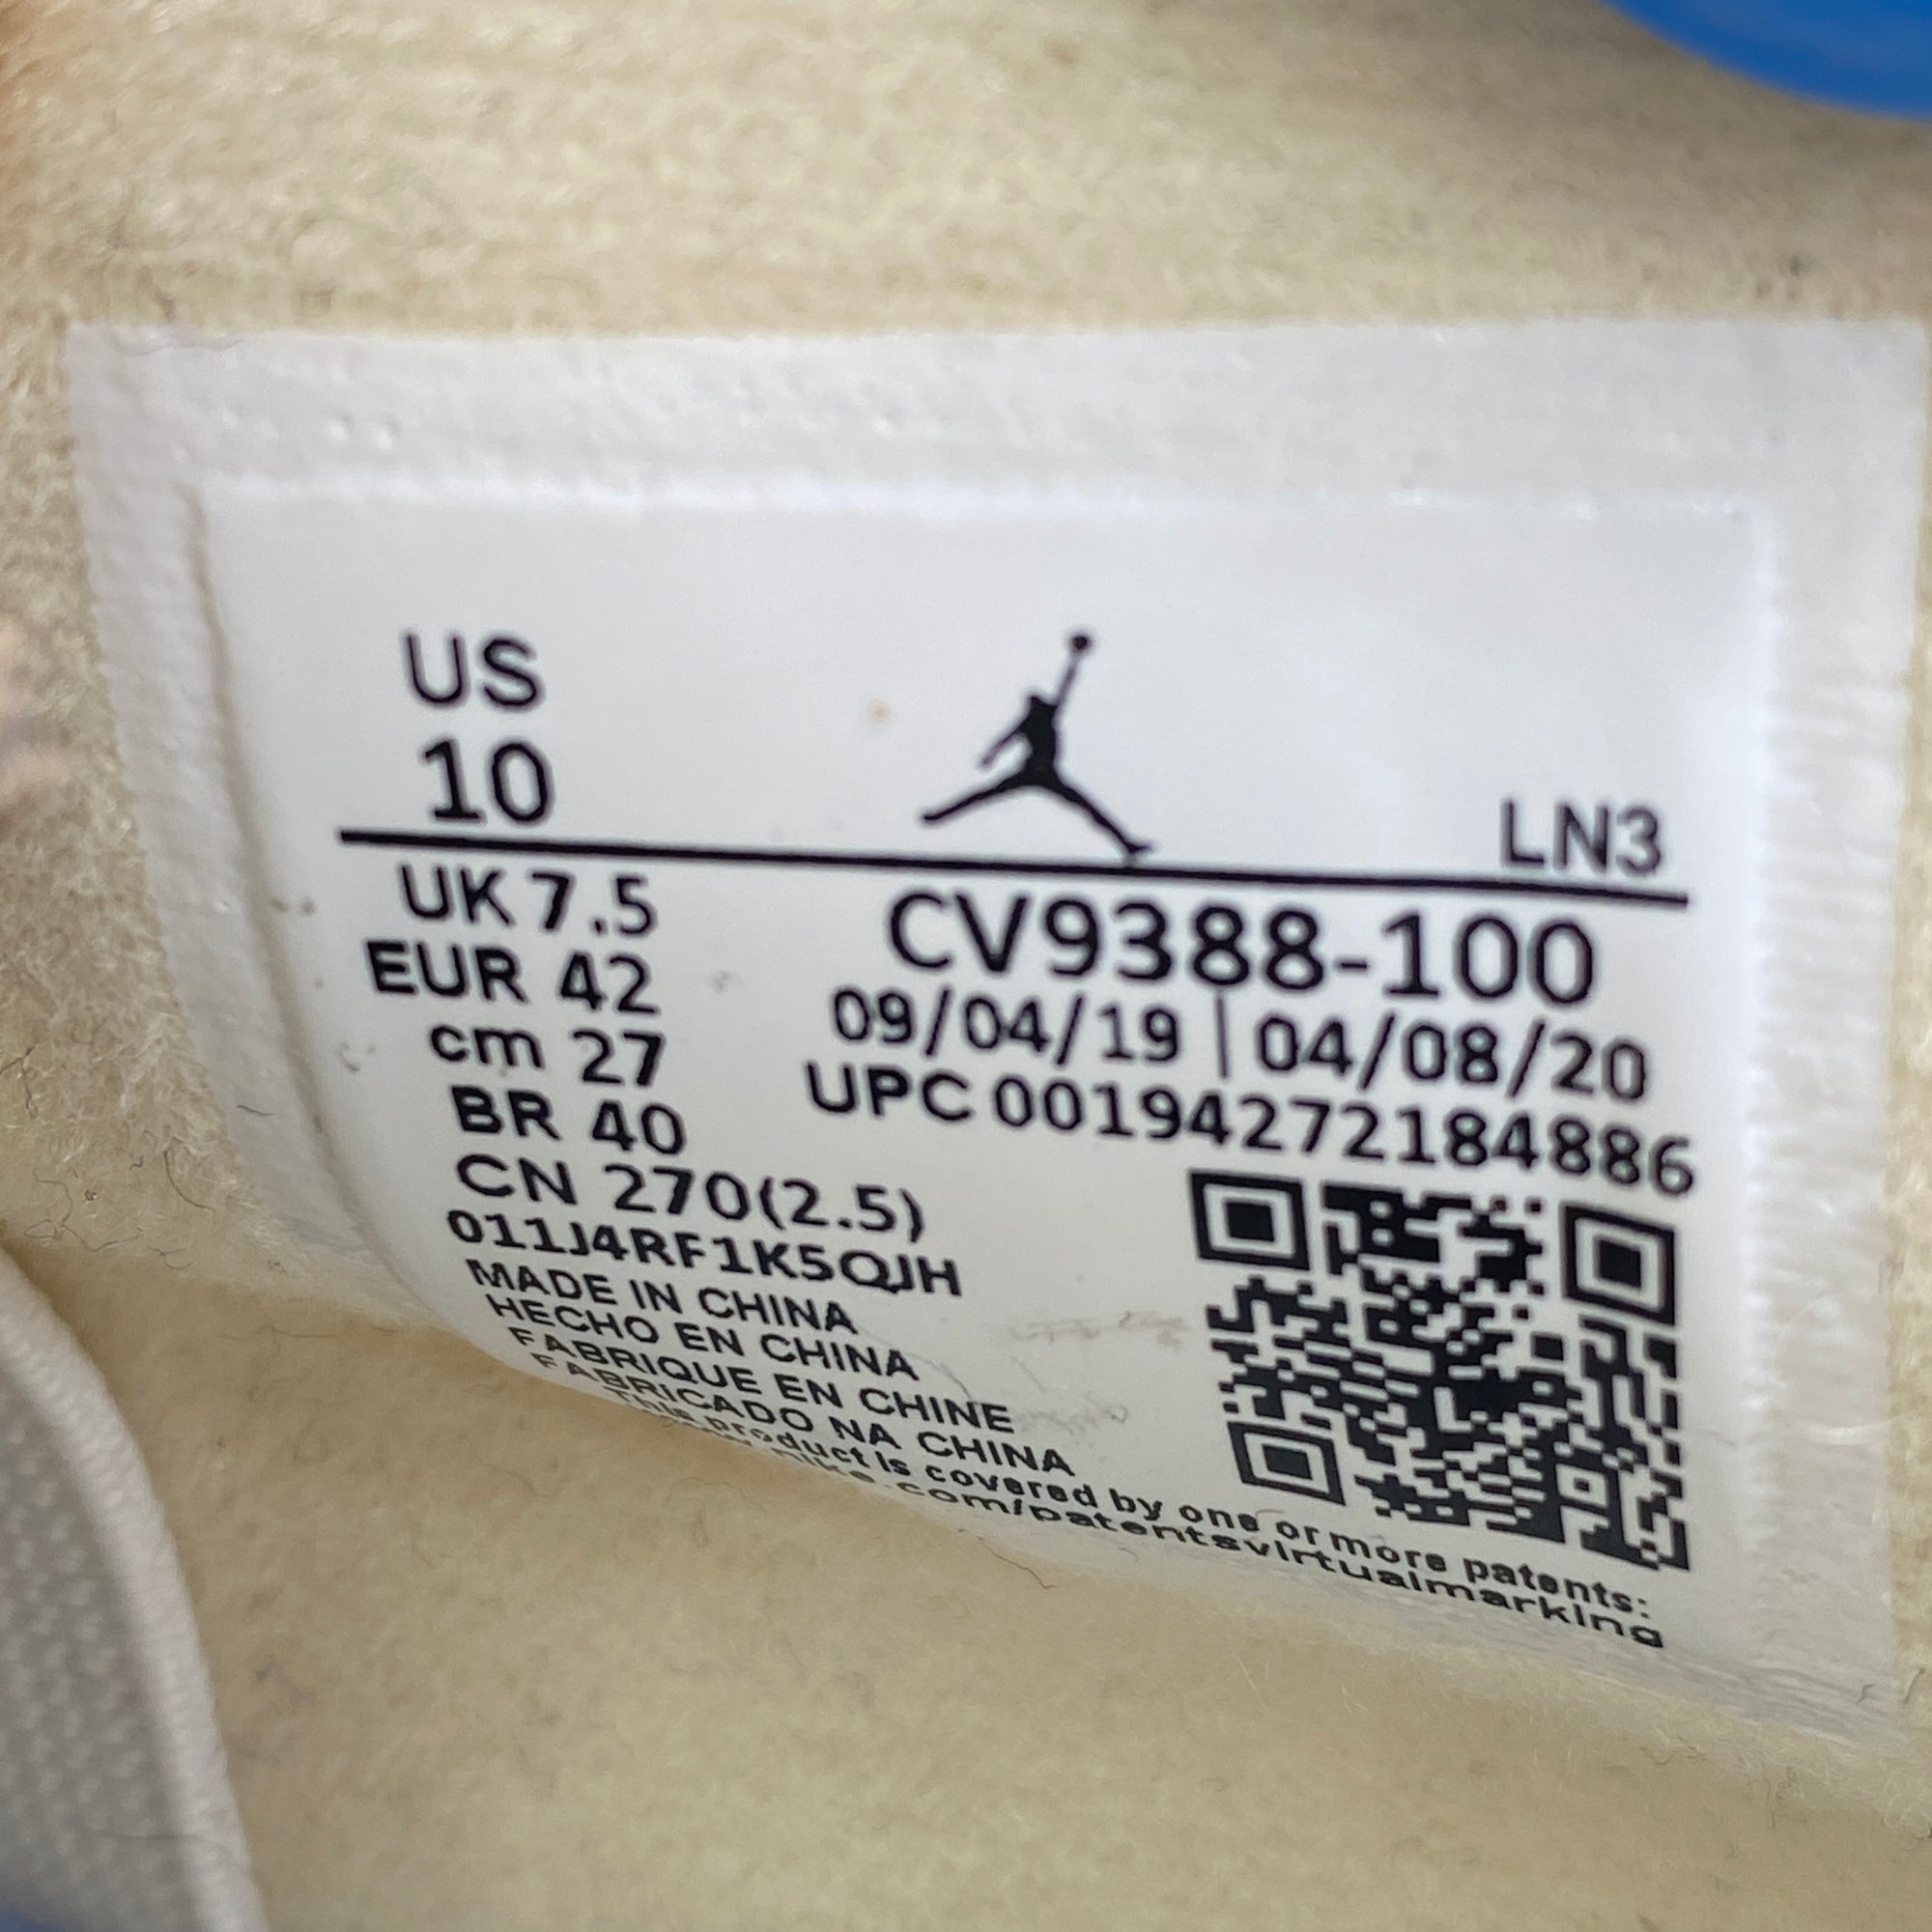 US
10
LN3
UK 7.5
EUR 42
cm 27
BR 40
CN 270(2.5)
CV9388-100
09/04/19 | 04/08/20
UPC 00194272184886
011J4RF1K5QJH
MADE IN CHINA
HECHO EN CHINA
FABRIQUE EN CHINE
FABRICADO NA CHINA
This product is covered by one or more patents:
nike.com/patentsvirtualmarking